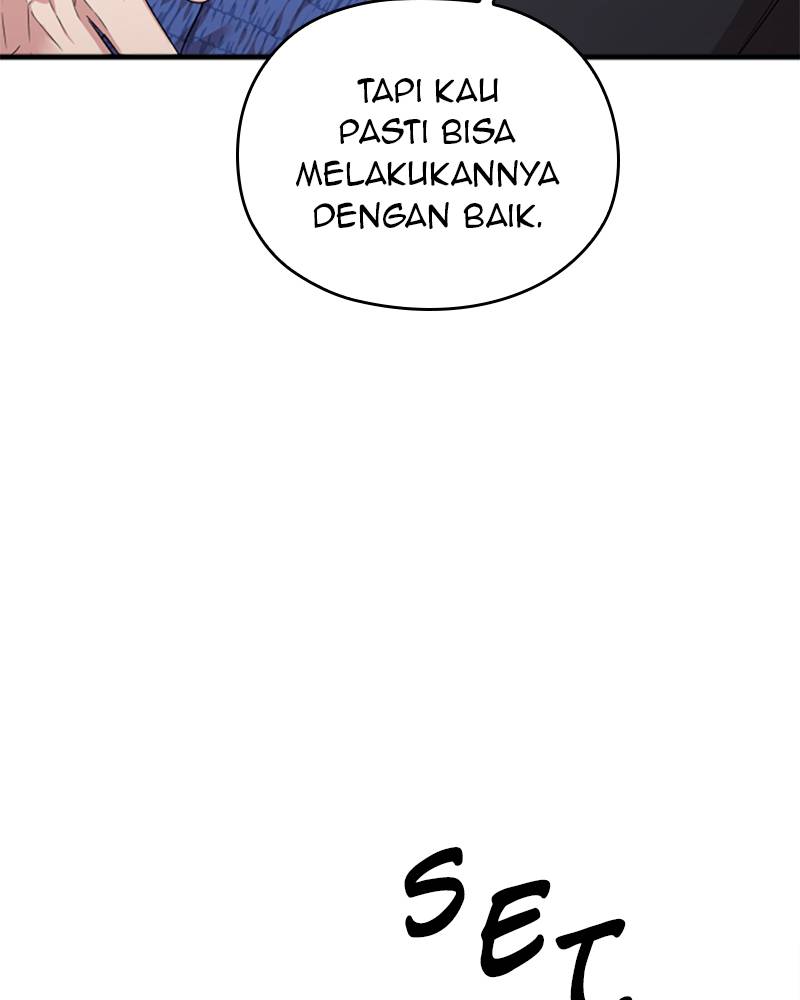 TAPI KAU
PASTI BISA
MELAKUKANNYA
DENGAN BAIK.
SET